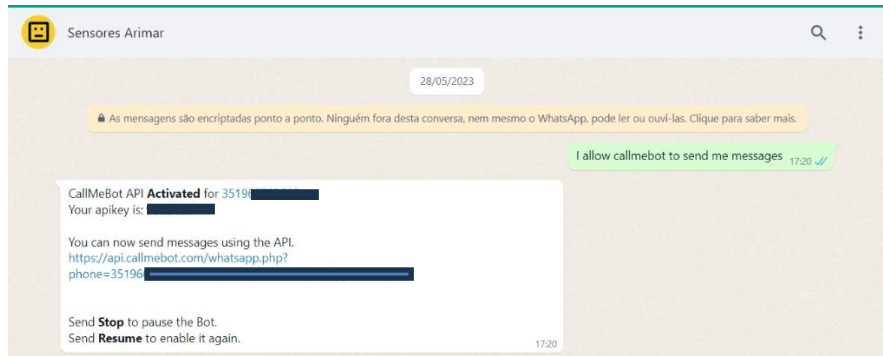 Sensores Arimar
28/05/2023
As mensagens são encriptadas ponto a ponto. Ninguém fora desta conversa, nem mesmo o WhatsApp, pode ler ou ouvi-las. Clique para saber mais.
I allow callmebot to send me messages 17:20
CallMeBot API Activated for 35196
Your apikey is:
You can now send messages using the API.
https://api.callmebot.com/whatsapp.php?
phone=35196
Send Stop to pause the Bot.
Send Resume to enable it again.
17:20